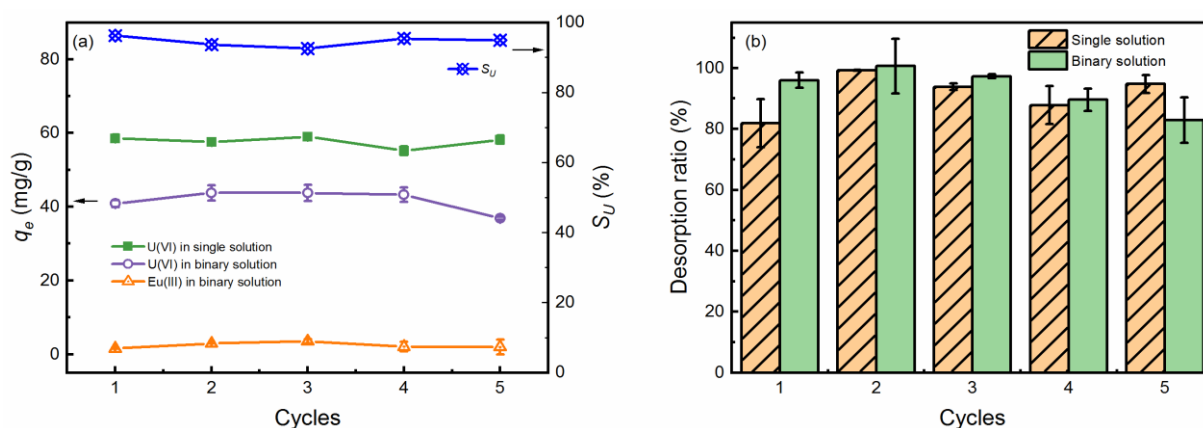 (a)
q_e (mg/g)
80
60
40
20
0
S_U
U(VI) in single solution
U(VI) in binary solution
Eu(III) in binary solution
100
80
60
40
20
0
S_U (%)
1 2 3 4 5
Cycles
(b)
Single solution
Binary solution
Desorption ratio (%)
100
80
60
40
20
0
1 2 3 4 5
Cycles